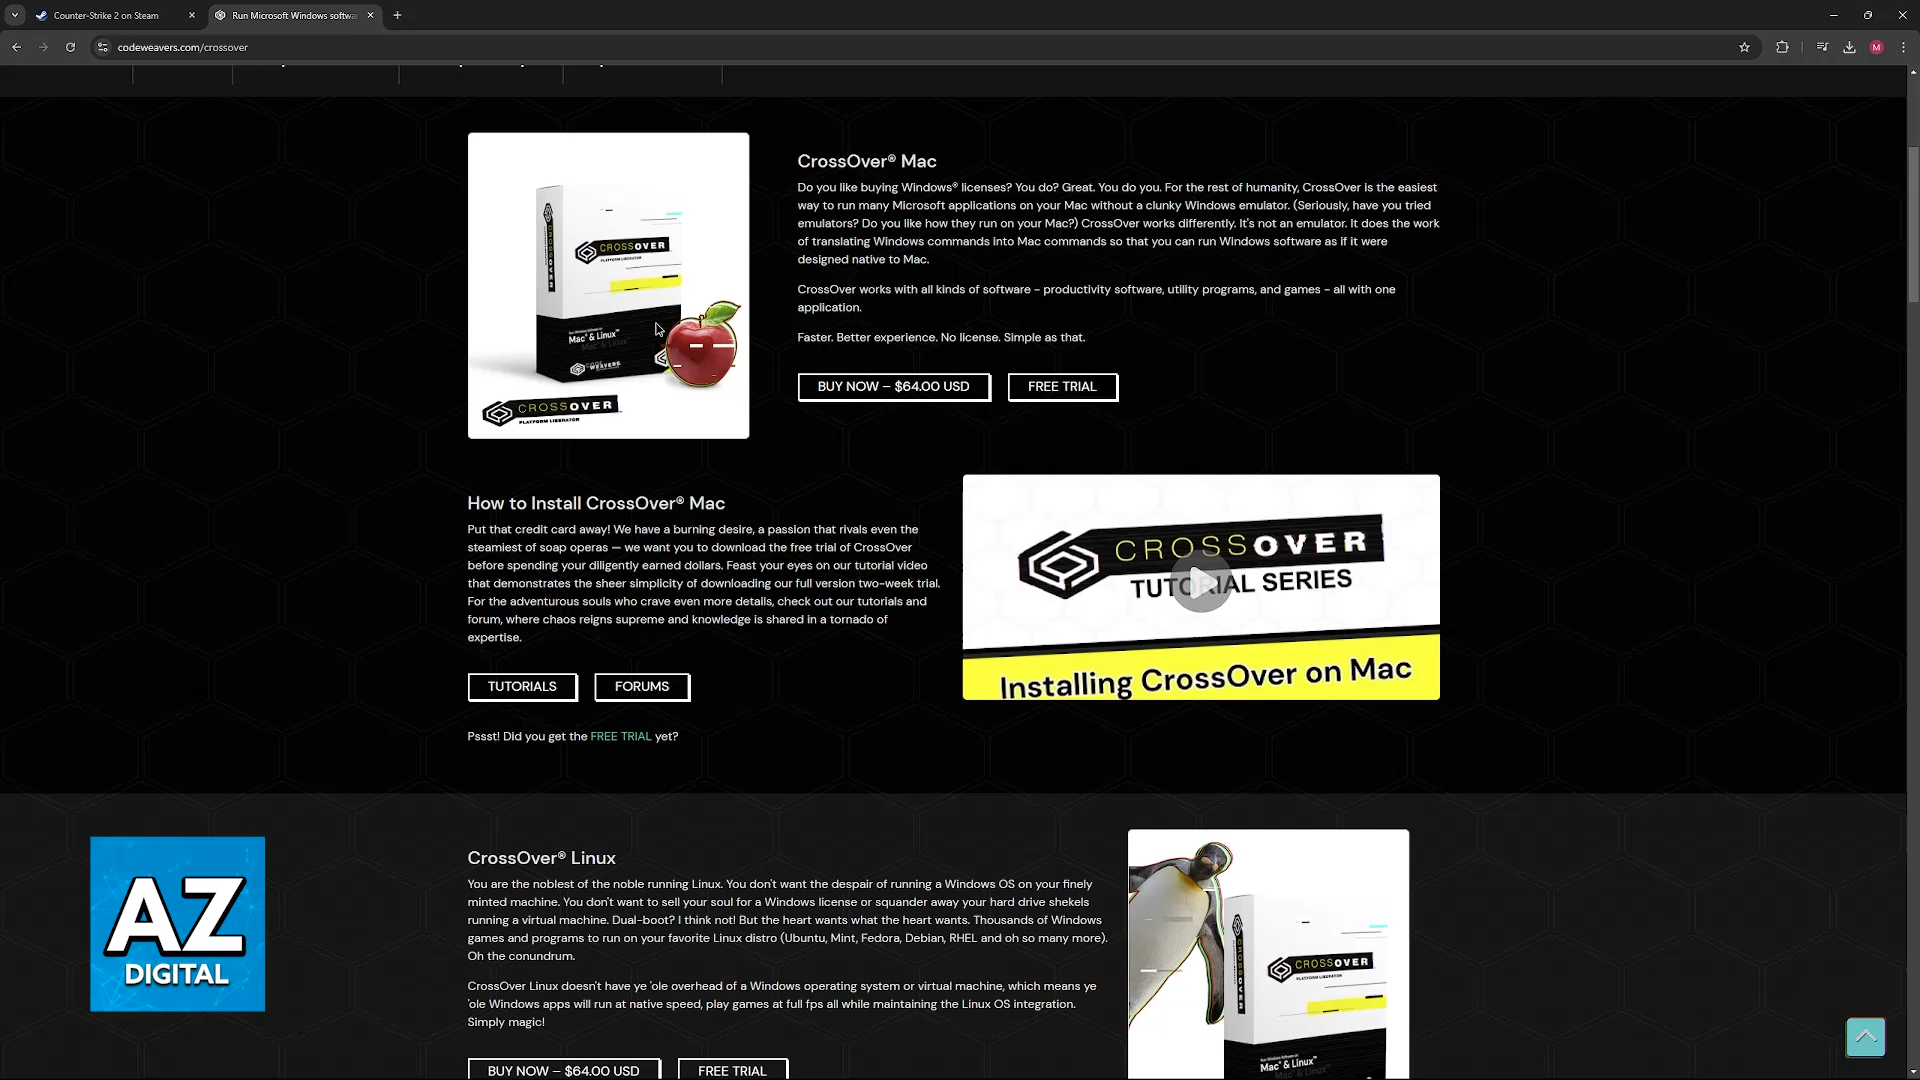 Counter-Strike 2 on Steam
Run Microsoft Windows softwa
codeweavers.com/crossover
M
CROSSOVER
PLATFORM LIBERATOR
Mac® & Linux™
CODE WEAVERS
CROSSOVER
PLATFORM LIBERATOR
CrossOver® Mac
Do you like buying Windows® licenses? You do? Great. You do you. For the rest of humanity, CrossOver is the easiest
way to run many Microsoft applications on your Mac without a clunky Windows emulator. (Seriously, have you tried
emulators? Do you like how they run on your Mac?) CrossOver works differently. It's not an emulator. It does the work
of translating Windows commands into Mac commands so that you can run Windows software as if it were
designed native to Mac.
CrossOver works with all kinds of software - productivity software, utility programs, and games - all with one
application.
Faster. Better experience. No license. Simple as that.
BUY NOW – $64.00 USD
FREE TRIAL
How to Install CrossOver® Mac
Put that credit card away! We have a burning desire, a passion that rivals even the
steamiest of soap operas — we want you to download the free trial of CrossOver
before spending your diligently earned dollars. Feast your eyes on our tutorial video
that demonstrates the sheer simplicity of downloading our full version two-week trial.
For the adventurous souls who crave even more details, check out our tutorials and
forum, where chaos reigns supreme and knowledge is shared in a tornado of
expertise.
TUTORIALS
FORUMS
Pssst! Did you get the FREE TRIAL yet?
CROSSOVER
TUTORIAL SERIES
Installing CrossOver on Mac
CrossOver® Linux
You are the noblest of the noble running Linux. You don't want the despair of running a Windows OS on your finely
minted machine. You don't want to sell your soul for a Windows license or squander away your hard drive shekels
running a virtual machine. Dual-boot? I think not! But the heart wants what the heart wants. Thousands of Windows
games and programs to run on your favorite Linux distro (Ubuntu, Mint, Fedora, Debian, RHEL and oh so many more).
Oh the conundrum.
CrossOver Linux doesn't have ye 'ole overhead of a Windows operating system or virtual machine, which means ye
'ole Windows apps will run at native speed, play games at full fps all while maintaining the Linux OS integration.
Simply magic!
BUY NOW – $64.00 USD
FREE TRIAL
CROSSOVER
Mac® & Linux™
AZ
DIGITAL